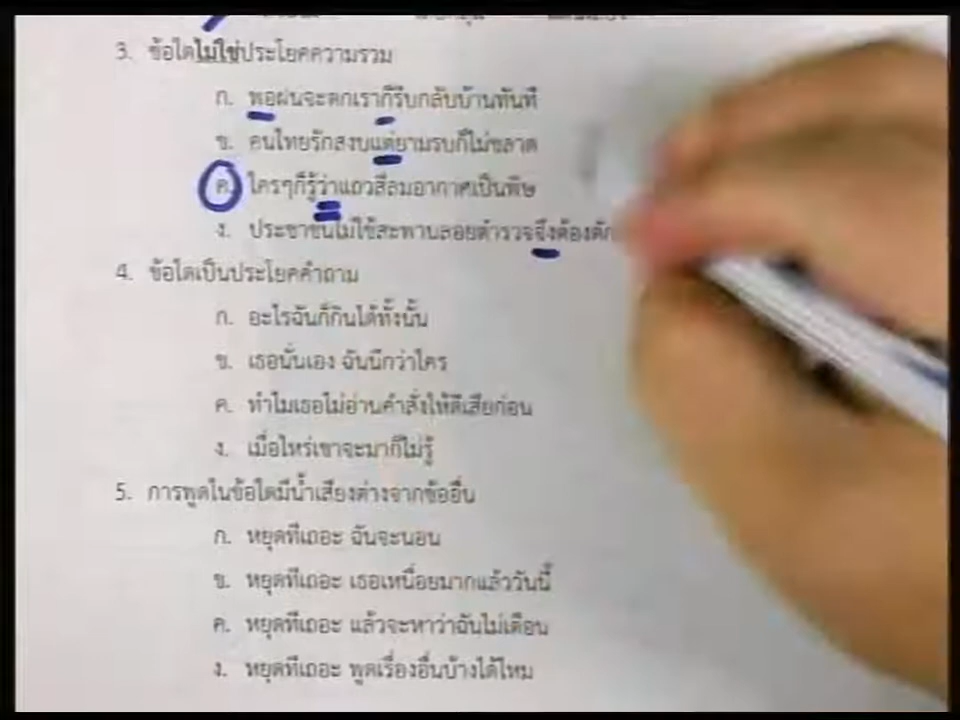 3. ข้อใดไม่ใช่ประโยคความรวม
ก. พอฝนจะตกเราก็รีบกลับบ้านทันที
ข. คนไทยรักสงบแต่ยามรบก็ไม่ขลาด
ค. ใครๆก็รู้ว่าแถวสีลมอากาศเป็นพิษ
ง. ประชาชนไม่ใช้สะพานลอยตำรวจจึงต้องตัก
4. ข้อใดเป็นประโยคคำถาม
ก. อะไรฉันก็กินได้ทั้งนั้น
ข. เธอนั่นเอง ฉันนึกว่าใคร
ค. ทำไมเธอไม่อ่านคำสั่งให้ดีเสียก่อน
ง. เมื่อไหร่เขาจะมาก็ไม่รู้
5. การพูดในข้อใดมีน้ำเสียงต่างจากข้ออื่น
ก. หยุดทีเถอะ ฉันจะนอน
ข. หยุดทีเถอะ เธอเหนื่อยมากแล้ววันนี้
ค. หยุดทีเถอะ แล้วจะหาว่าฉันไม่เตือน
ง. หยุดทีเถอะ พูดเรื่องอื่นบ้างได้ไหม